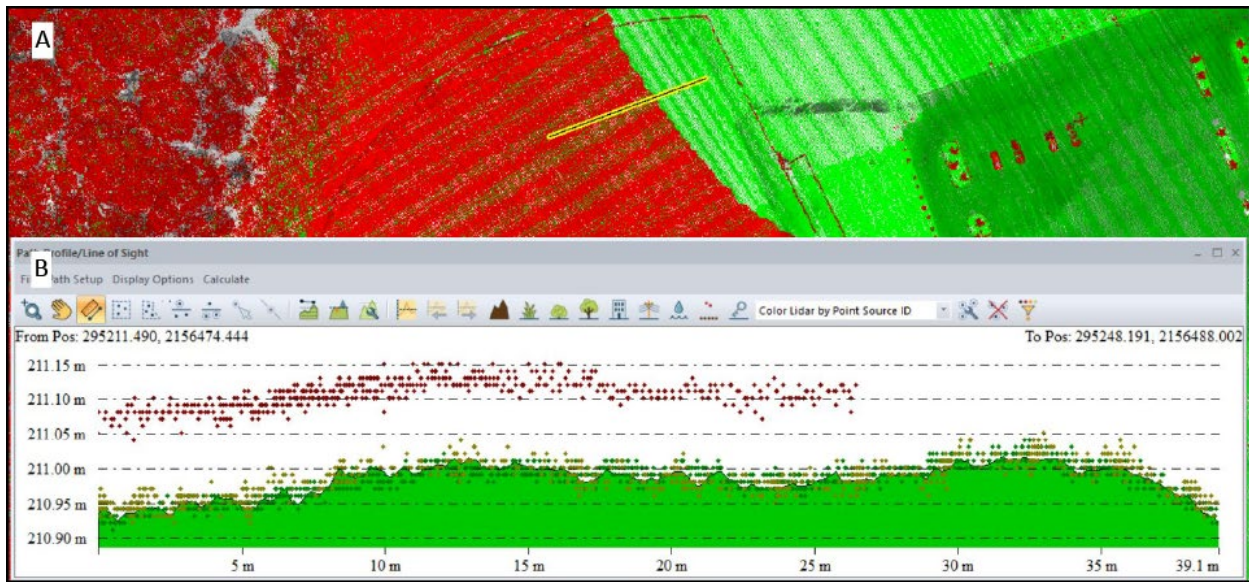 A
Path Profile/Line of Sight
B
Path Setup Display Options Calculate
Color Lidar by Point Source ID
From Pos: 295211.490, 2156474.444 To Pos: 295248.191, 2156488.002
211.15 m
211.10 m
211.05 m
211.00 m
210.95 m
210.90 m
5 m 10 m 15 m 20 m 25 m 30 m 35 m 39.1 m